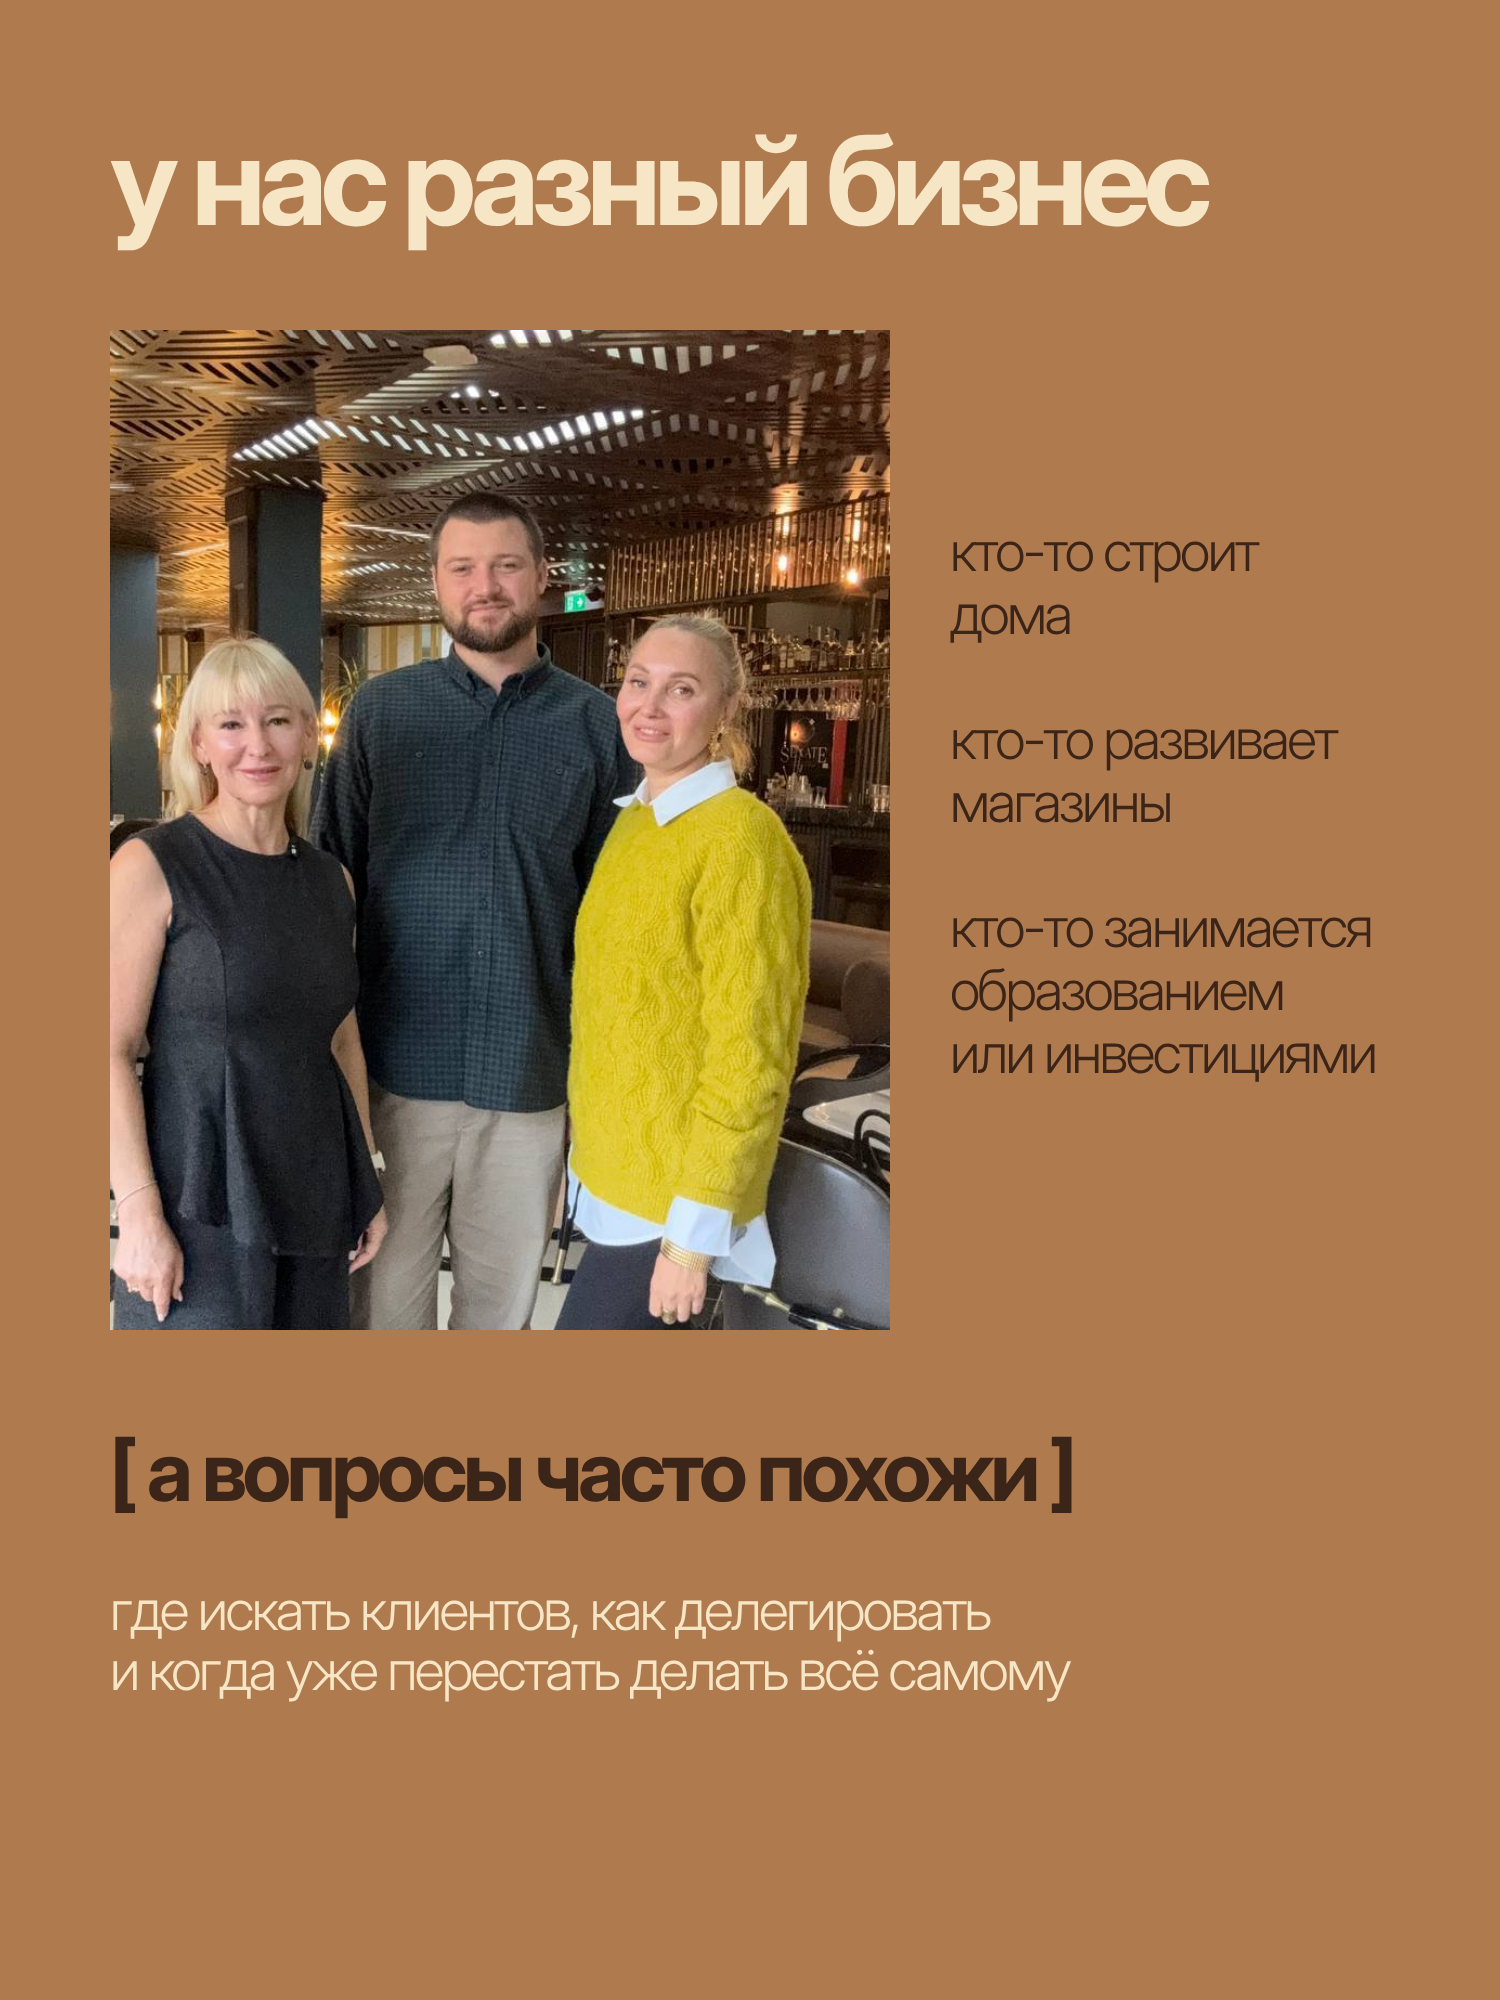 у нас разный бизнес
кто-то строит
дома
кто-то развивает
магазины
кто-то занимается
образованием
или инвестициями
SENATE
[ а вопросы часто похожи ]
где искать клиентов, как делегировать
и когда уже перестать делать всё самому